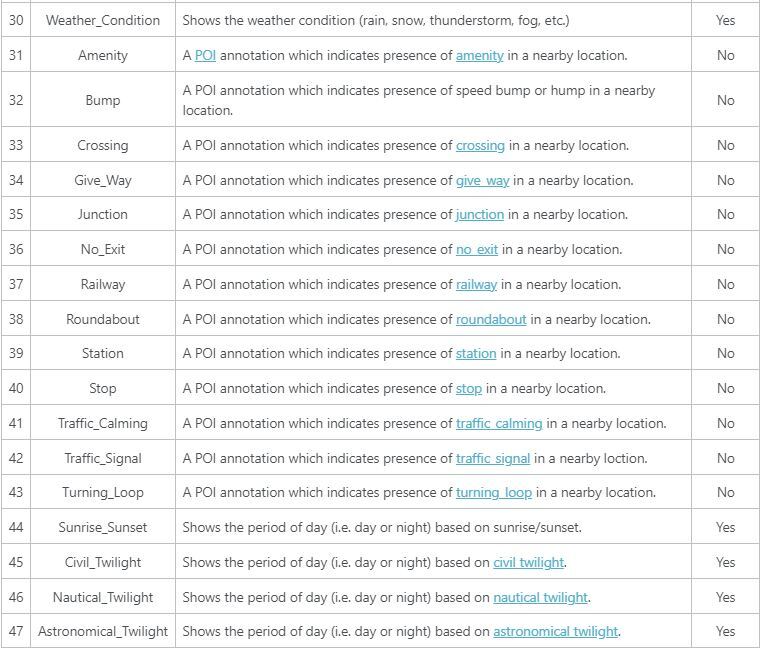 30 Weather_Condition Shows the weather condition (rain, snow, thunderstorm, fog, etc.) Yes
31 Amenity A POI annotation which indicates presence of amenity in a nearby location. No
32 Bump A POI annotation which indicates presence of speed bump or hump in a nearby location. No
33 Crossing A POI annotation which indicates presence of crossing in a nearby location. No
34 Give_Way A POI annotation which indicates presence of give_way in a nearby location. No
35 Junction A POI annotation which indicates presence of junction in a nearby location. No
36 No_Exit A POI annotation which indicates presence of no_exit in a nearby location. No
37 Railway A POI annotation which indicates presence of railway in a nearby location. No
38 Roundabout A POI annotation which indicates presence of roundabout in a nearby location. No
39 Station A POI annotation which indicates presence of station in a nearby location. No
40 Stop A POI annotation which indicates presence of stop in a nearby location. No
41 Traffic_Calming A POI annotation which indicates presence of traffic_calming in a nearby location. No
42 Traffic_Signal A POI annotation which indicates presence of traffic_signal in a nearby loction. No
43 Turning_Loop A POI annotation which indicates presence of turning_loop in a nearby location. No
44 Sunrise_Sunset Shows the period of day (i.e. day or night) based on sunrise/sunset. Yes
45 Civil_Twilight Shows the period of day (i.e. day or night) based on civil twilight. Yes
46 Nautical_Twilight Shows the period of day (i.e. day or night) based on nautical twilight. Yes
47 Astronomical_Twilight Shows the period of day (i.e. day or night) based on astronomical twilight. Yes